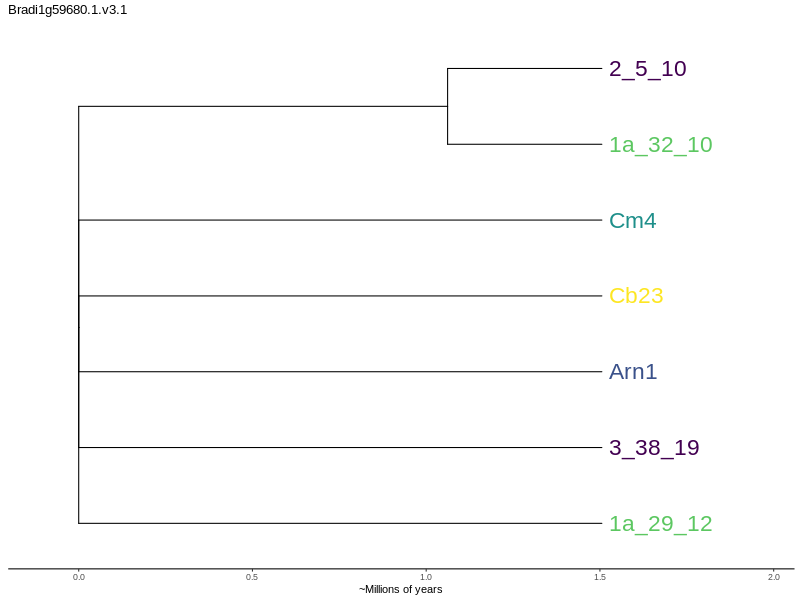 Bradi1g59680.1.v3.1
2_5_10
1a_32_10
Cm4
Cb23
Arn1
3_38_19
1a_29_12
0.0 0.5 1.0 1.5 2.0
~Millions of years